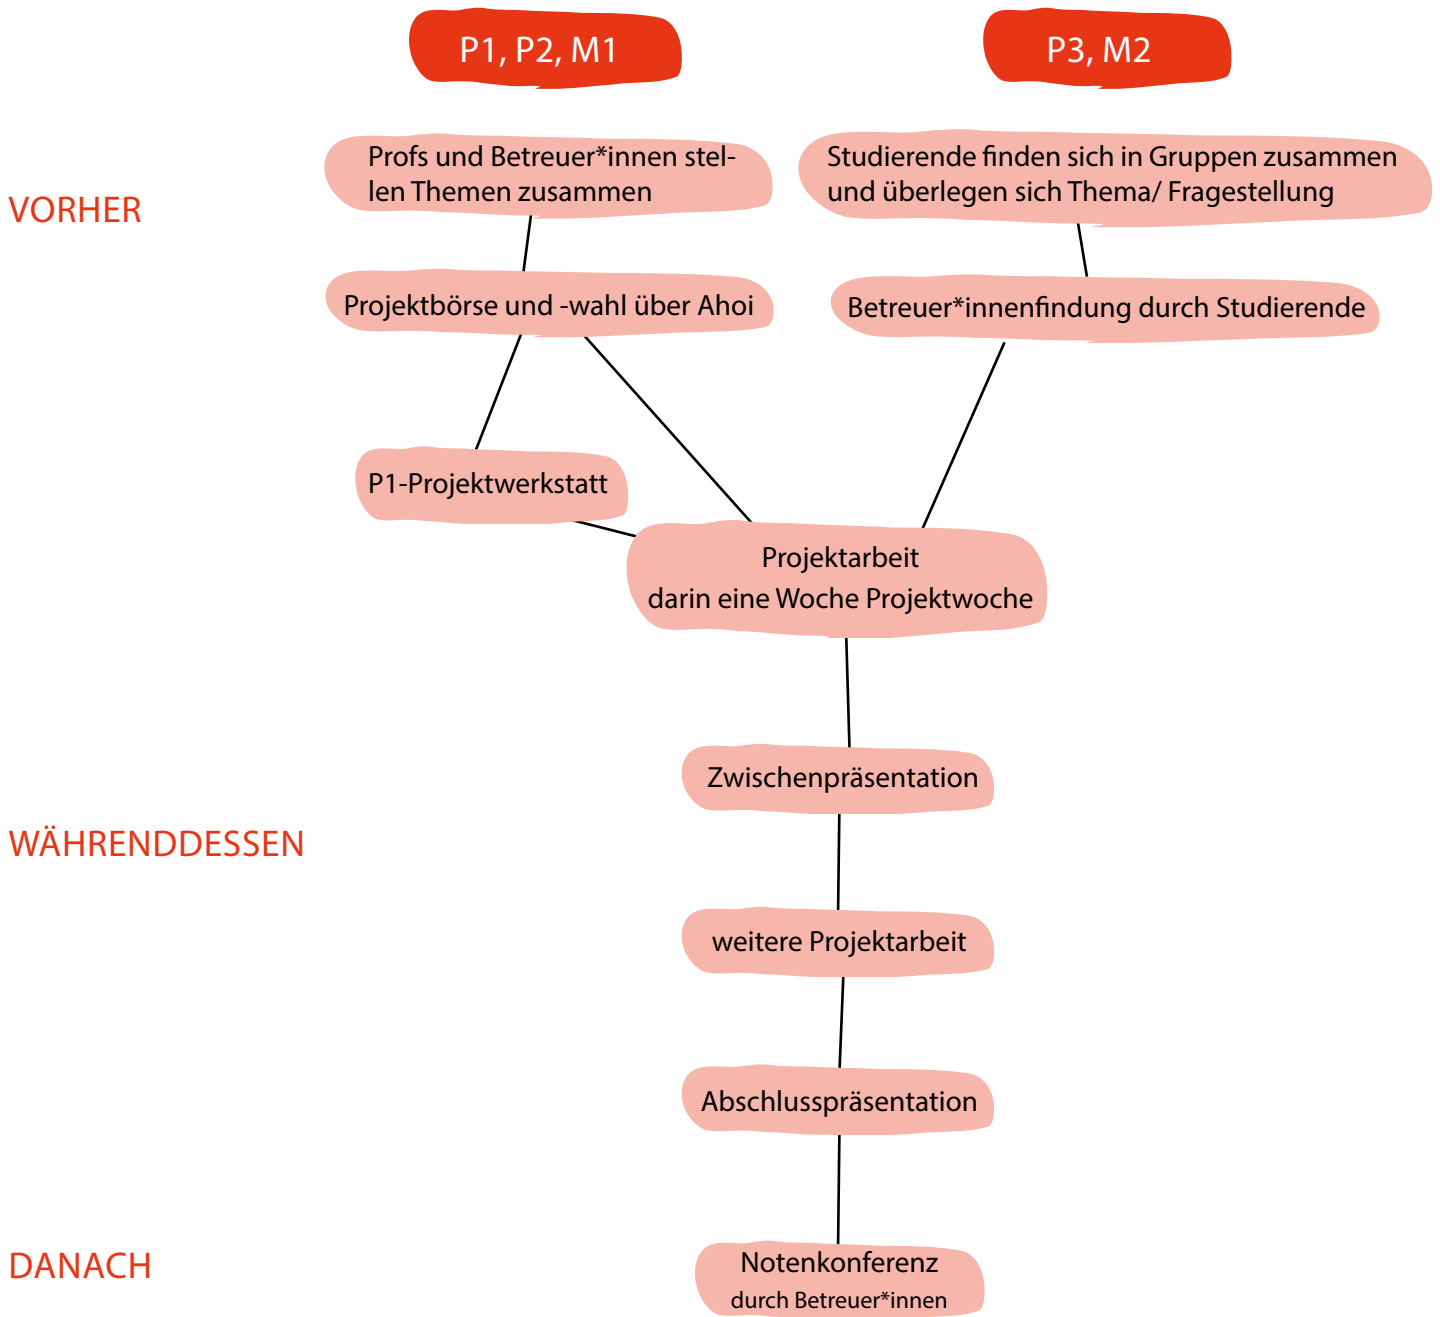 P1, P2, M1
P3, M2
VORHER
Profs und Betreuer*innen stel-
len Themen zusammen
Studierende finden sich in Gruppen zusammen
und überlegen sich Thema/ Fragestellung
Projektbörse und -wahl über Ahoi
Betreuer*innenfindung durch Studierende
P1-Projektwerkstatt
Projektarbeit
darin eine Woche Projektwoche
WÄHRENDDESSEN
Zwischenpräsentation
weitere Projektarbeit
Abschlusspräsentation
DANACH
Notenkonferenz
durch Betreuer*innen